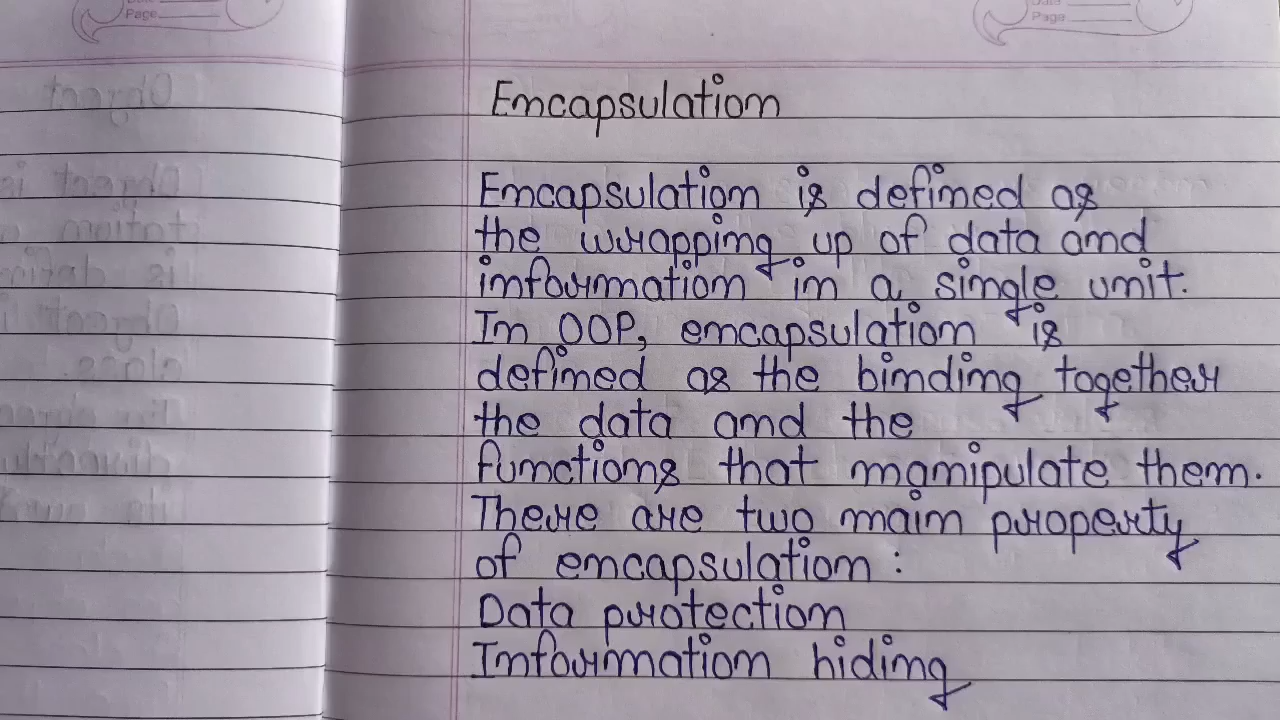 Page
Page
Encapsulation
Encapsulation is defined as
the wrapping up of data and
information in a single unit.
In OOP, encapsulation is
defined as the binding together
the data and the
functions that manipulate them.
There are two main property
of encapsulation :
Data protection
Information hiding